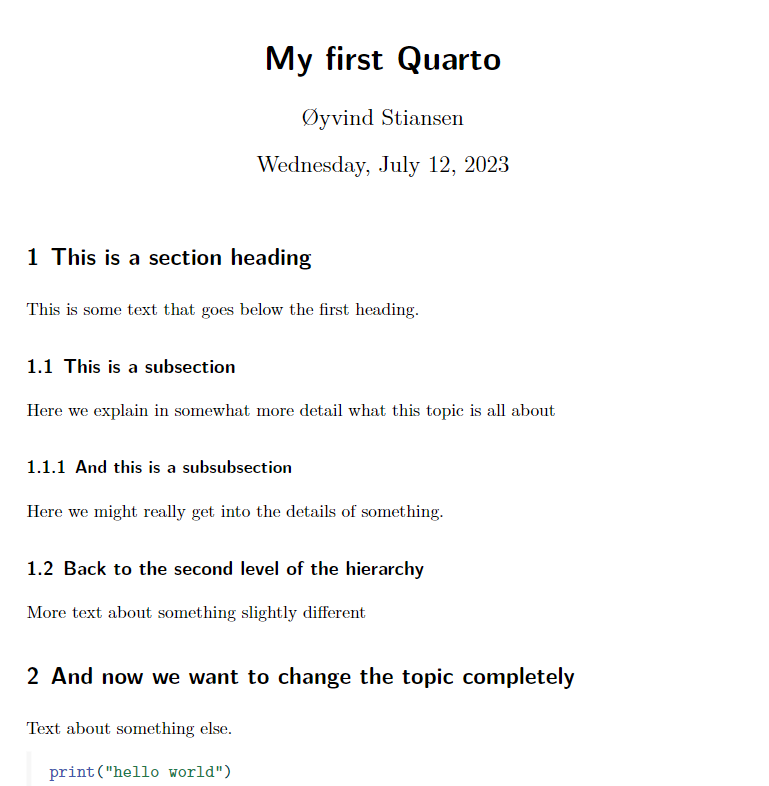 My first Quarto
Øyvind Stiansen
Wednesday, July 12, 2023
1 This is a section heading
This is some text that goes below the first heading.
1.1 This is a subsection
Here we explain in somewhat more detail what this topic is all about
1.1.1 And this is a subsubsection
Here we might really get into the details of something.
1.2 Back to the second level of the hierarchy
More text about something slightly different
2 And now we want to change the topic completely
Text about something else.
print("hello world")